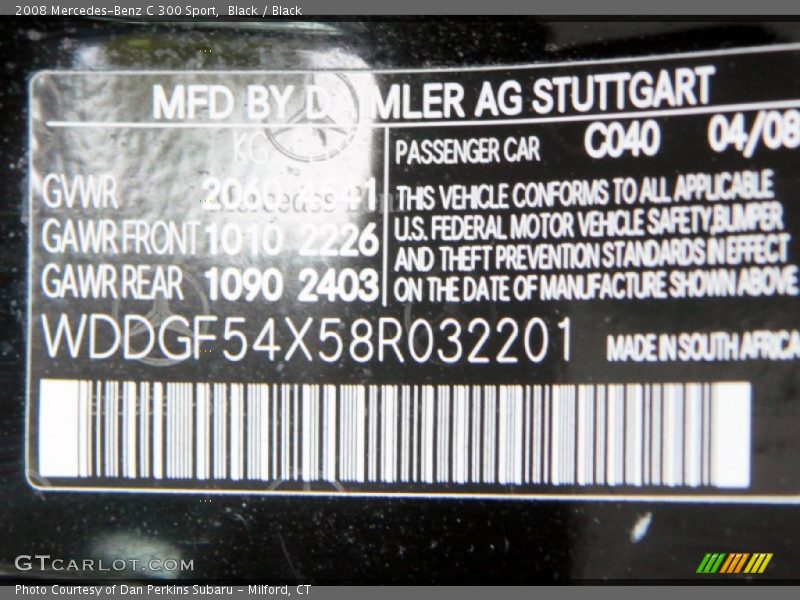 2008 Mercedes-Benz C 300 Sport, Black / Black
MFD BY DAIMLER AG STUTTGART
KG
PASSENGER CAR C040 04/08
GVWR 2060 4541
GAWR FRONT 1010 2226
GAWR REAR 1090 2403
THIS VEHICLE CONFORMS TO ALL APPLICABLE
U.S. FEDERAL MOTOR VEHICLE SAFETY,BUMPER
AND THEFT PREVENTION STANDARDS IN EFFECT
ON THE DATE OF MANUFACTURE SHOWN ABOVE
WDDGF54X58R032201
MADE IN SOUTH AFRICA
GTCARLOT.COM
Photo Courtesy of Dan Perkins Subaru - Milford, CT